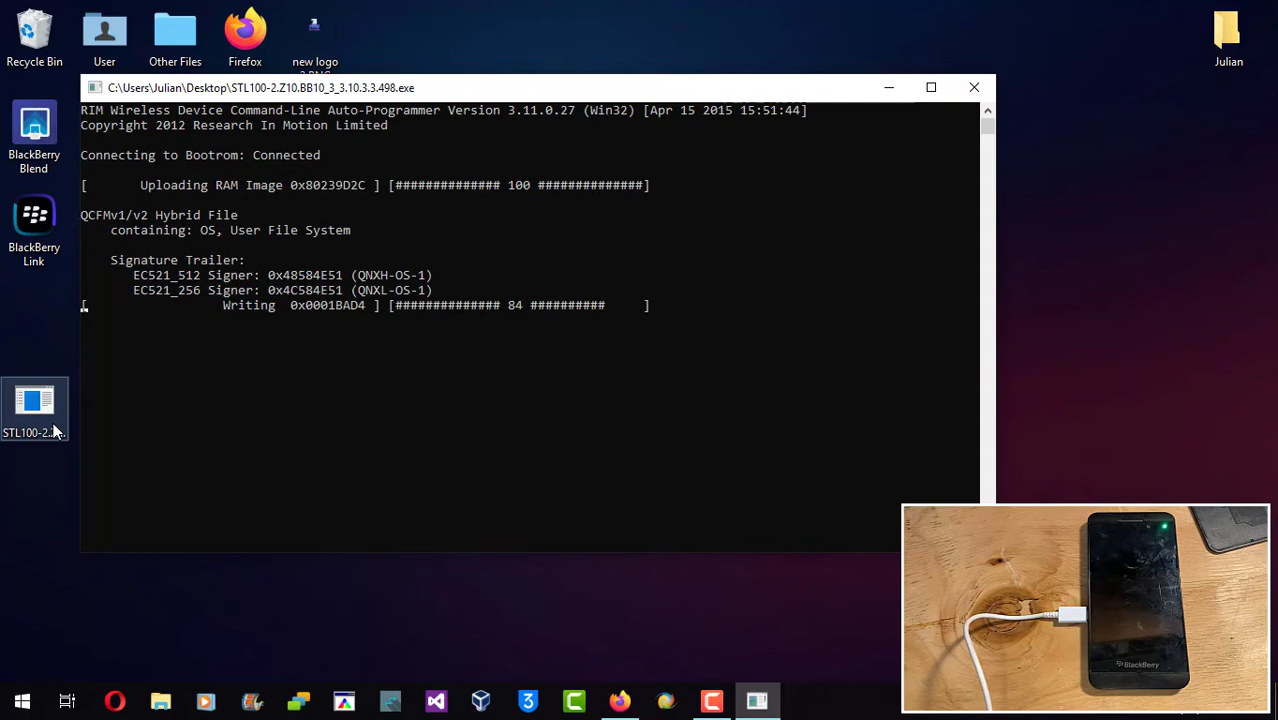 Recycle Bin
User
Other Files
Firefox
new logo
Julian
C:\Users\Julian\Desktop\STL100-2.Z10.BB10_3_3.10.3.3.498.exe
RIM Wireless Device Command-Line Auto-Programmer Version 3.11.0.27 (Win32) [Apr 15 2015 15:51:44]
Copyright 2012 Research In Motion Limited
Connecting to Bootrom: Connected
[ Uploading RAM Image 0x80239D2C ] [############## 100 ##############]
QCFMv1/v2 Hybrid File
containing: OS, User File System
Signature Trailer:
EC521_512 Signer: 0x48584E51 (QNXH-OS-1)
EC521_256 Signer: 0x4C584E51 (QNXL-OS-1)
[ Writing 0x0001BAD4 ] [############## 84 ########## ]
BlackBerry
Blend
BlackBerry
Link
STL100-2....
3
BlackBerry